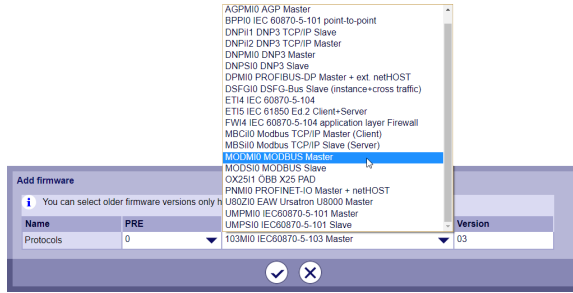 AGPMI0 AGP Master
BPPI0 IEC 60870-5-101 point-to-point
DNPiI1 DNP3 TCP/IP Slave
DNPiI2 DNP3 TCP/IP Master
DNPMI0 DNP3 Master
DNPSI0 DNP3 Slave
DPMI0 PROFIBUS-DP Master + ext. netHOST
DSFGI0 DSFG-Bus Slave (instance+cross traffic)
ETI4 IEC 60870-5-104
ETI5 IEC 61850 Ed.2 Client+Server
FWI4 IEC 60870-5-104 application layer Firewall
MBCiI0 Modbus TCP/IP Master (Client)
MBSiI0 Modbus TCP/IP Slave (Server)
MODMI0 MODBUS Master
MODSI0 MODBUS Slave
OX25I1 ÖBB X25 PAD
PNMI0 PROFINET-IO Master + netHOST
U80ZI0 EAW Ursatron U8000 Master
UMPMI0 IEC60870-5-101 Master
UMPSI0 IEC60870-5-101 Slave
Add firmware
i You can select older firmware versions only h
Name PRE Version
Protocols 0 103MI0 IEC60870-5-103 Master 03